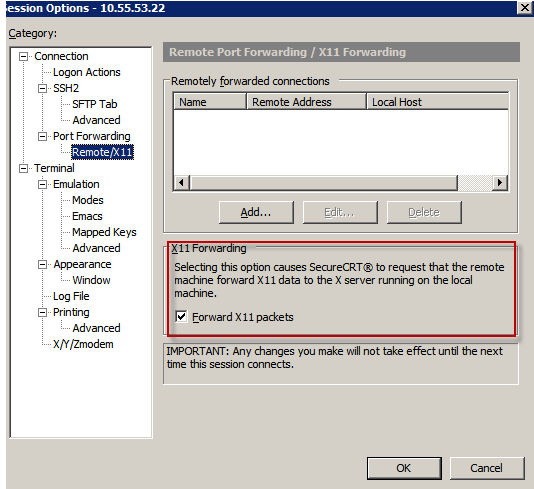 Session Options - 10.55.53.22
Category:
Connection
Logon Actions
SSH2
SFTP Tab
Advanced
Port Forwarding
Remote/X11
Terminal
Emulation
Modes
Emacs
Mapped Keys
Advanced
Appearance
Window
Log File
Printing
Advanced
X/Y/Zmodem
Remote Port Forwarding / X11 Forwarding
Remotely forwarded connections
Name Remote Address Local Host
Add... Edit... Delete
X11 Forwarding
Selecting this option causes SecureCRT® to request that the remote
machine forward X11 data to the X server running on the local
machine.
Forward X11 packets
IMPORTANT: Any changes you make will not take effect until the next
time this session connects.
OK Cancel